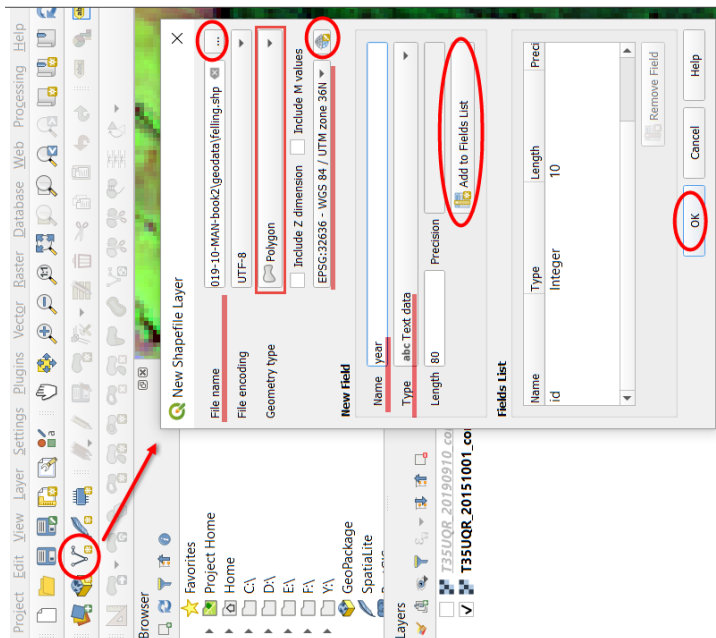 Project Edit View Layer Settings Plugins Vector Raster Database Web Processing Help
Browser
Favorites
Project Home
Home
C:\
D:\
E:\
F:\
Y:\
GeoPackage
SpatiaLite
Layers
T35UQR_20190910_co
T35UQR_20151001_co
New Shapefile Layer
File name 019-10-MAN-book2\geodata\felling.shp ...
File encoding UTF-8
Geometry type Polygon
Include Z dimension Include M values
EPSG:32636 - WGS 84 / UTM zone 36N
New Field
Name year
Type abc Text data
Length 80 Precision
Add to Fields List
Fields List
Name Type Length Preci
id Integer 10
Remove Field
OK Cancel Help